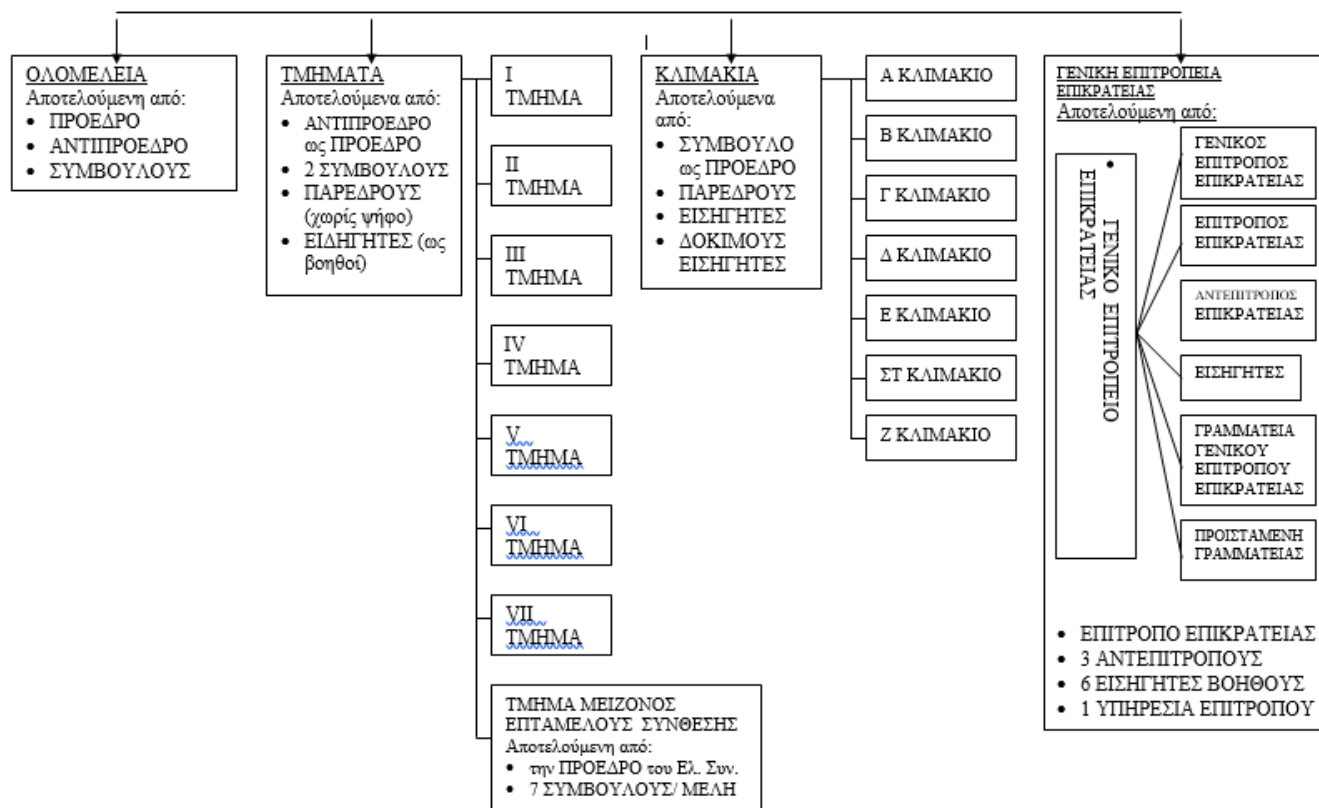 ΟΛΟΜΕΛΕΙΑ
Αποτελούμενη από:
• ΠΡΟΕΔΡΟ
• ΑΝΤΙΠΡΟΕΔΡΟ
• ΣΥΜΒΟΥΛΟΥΣ
ΤΜΗΜΑΤΑ
Αποτελούμενα από:
• ΑΝΤΙΠΡΟΕΔΡΟ
ως ΠΡΟΕΔΡΟ
• 2 ΣΥΜΒΟΥΛΟΥΣ
• ΠΑΡΕΔΡΟΥΣ
(χωρίς ψήφο)
• ΕΙΔΗΓΗΤΕΣ (ως
βοηθοί)
I
ΤΜΗΜΑ
II
ΤΜΗΜΑ
III
ΤΜΗΜΑ
IV
ΤΜΗΜΑ
V
ΤΜΗΜΑ
VI
ΤΜΗΜΑ
VII
ΤΜΗΜΑ
ΤΜΗΜΑ ΜΕΙΖΟΝΟΣ
ΕΠΤΑΜΕΛΟΥΣ ΣΥΝΘΕΣΗΣ
Αποτελούμενη από:
• την ΠΡΟΕΔΡΟ του Ελ. Συν.
• 7 ΣΥΜΒΟΥΛΟΥΣ/ ΜΕΛΗ
ΚΛΙΜΑΚΙΑ
Αποτελούμενα
από:
• ΣΥΜΒΟΥΛΟ
ως ΠΡΟΕΔΡΟ
• ΠΑΡΕΔΡΟΥΣ
• ΕΙΣΗΓΗΤΕΣ
• ΔΟΚΙΜΟΥΣ
ΕΙΣΗΓΗΤΕΣ
Α ΚΛΙΜΑΚΙΟ
Β ΚΛΙΜΑΚΙΟ
Γ ΚΛΙΜΑΚΙΟ
Δ ΚΛΙΜΑΚΙΟ
Ε ΚΛΙΜΑΚΙΟ
ΣΤ ΚΛΙΜΑΚΙΟ
Ζ ΚΛΙΜΑΚΙΟ
ΓΕΝΙΚΗ ΕΠΙΤΡΟΠΕΙΑ
ΕΠΙΚΡΑΤΕΙΑΣ
Αποτελούμενη από:
• ΓΕΝΙΚΟ ΕΠΙΤΡΟΠΕΙΟ
ΕΠΙΚΡΑΤΕΙΑΣ
ΓΕΝΙΚΟΣ
ΕΠΙΤΡΟΠΟΣ
ΕΠΙΚΡΑΤΕΙΑΣ
ΕΠΙΤΡΟΠΟΣ
ΕΠΙΚΡΑΤΕΙΑΣ
ΑΝΤΕΠΙΤΡΟΠΟΣ
ΕΠΙΚΡΑΤΕΙΑΣ
ΕΙΣΗΓΗΤΕΣ
ΓΡΑΜΜΑΤΕΙΑ
ΓΕΝΙΚΟΥ
ΕΠΙΤΡΟΠΟΥ
ΕΠΙΚΡΑΤΕΙΑΣ
ΠΡΟΙΣΤΑΜΕΝΗ
ΓΡΑΜΜΑΤΕΙΑΣ
• ΕΠΙΤΡΟΠΟ ΕΠΙΚΡΑΤΕΙΑΣ
• 3 ΑΝΤΕΠΙΤΡΟΠΟΥΣ
• 6 ΕΙΣΗΓΗΤΕΣ ΒΟΗΘΟΥΣ
• 1 ΥΠΗΡΕΣΙΑ ΕΠΙΤΡΟΠΟΥ